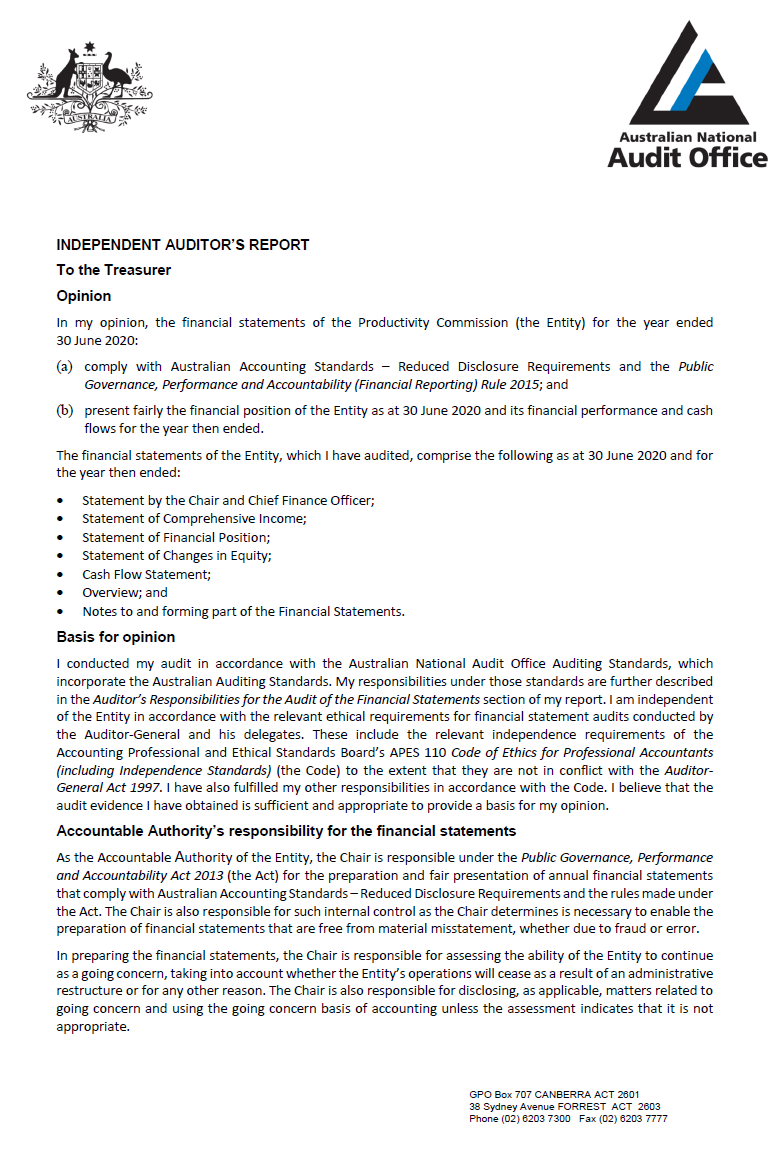 AUSTRALIA
Australian National
Audit Office
INDEPENDENT AUDITOR'S REPORT
To the Treasurer
Opinion
In my opinion, the financial statements of the Productivity Commission (the Entity) for the year ended
30 June 2020:
(a) comply with Australian Accounting Standards – Reduced Disclosure Requirements and the Public
Governance, Performance and Accountability (Financial Reporting) Rule 2015; and
(b) present fairly the financial position of the Entity as at 30 June 2020 and its financial performance and cash
flows for the year then ended.
The financial statements of the Entity, which I have audited, comprise the following as at 30 June 2020 and for
the year then ended:
• Statement by the Chair and Chief Finance Officer;
• Statement of Comprehensive Income;
• Statement of Financial Position;
• Statement of Changes in Equity;
• Cash Flow Statement;
• Overview; and
• Notes to and forming part of the Financial Statements.
Basis for opinion
I conducted my audit in accordance with the Australian National Audit Office Auditing Standards, which
incorporate the Australian Auditing Standards. My responsibilities under those standards are further described
in the Auditor's Responsibilities for the Audit of the Financial Statements section of my report. I am independent
of the Entity in accordance with the relevant ethical requirements for financial statement audits conducted by
the Auditor-General and his delegates. These include the relevant independence requirements of the
Accounting Professional and Ethical Standards Board's APES 110 Code of Ethics for Professional Accountants
(including Independence Standards) (the Code) to the extent that they are not in conflict with the Auditor-
General Act 1997. I have also fulfilled my other responsibilities in accordance with the Code. I believe that the
audit evidence I have obtained is sufficient and appropriate to provide a basis for my opinion.
Accountable Authority's responsibility for the financial statements
As the Accountable Authority of the Entity, the Chair is responsible under the Public Governance, Performance
and Accountability Act 2013 (the Act) for the preparation and fair presentation of annual financial statements
that comply with Australian Accounting Standards – Reduced Disclosure Requirements and the rules made under
the Act. The Chair is also responsible for such internal control as the Chair determines is necessary to enable the
preparation of financial statements that are free from material misstatement, whether due to fraud or error.
In preparing the financial statements, the Chair is responsible for assessing the ability of the Entity to continue
as a going concern, taking into account whether the Entity's operations will cease as a result of an administrative
restructure or for any other reason. The Chair is also responsible for disclosing, as applicable, matters related to
going concern and using the going concern basis of accounting unless the assessment indicates that it is not
appropriate.
GPO Box 707 CANBERRA ACT 2601
38 Sydney Avenue FORREST ACT 2603
Phone (02) 6203 7300 Fax (02) 6203 7777